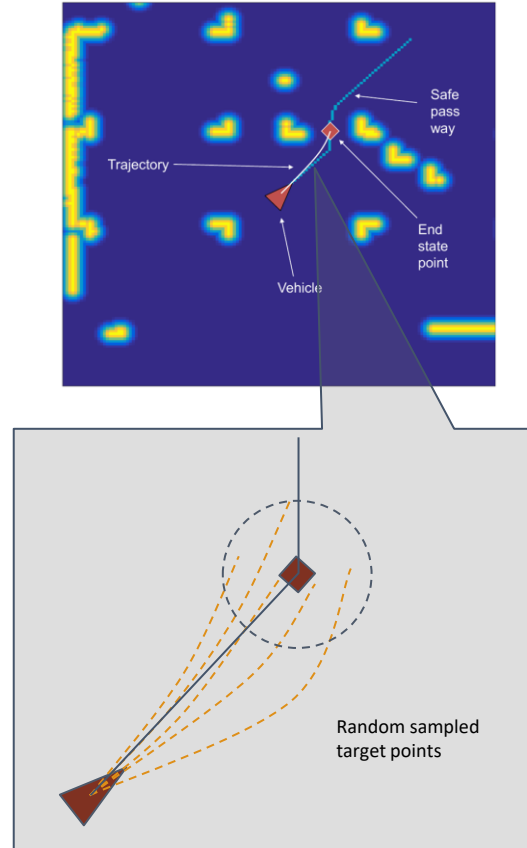 Safe
pass
way
Trajectory
End
state
point
Vehicle
Random sampled
target points